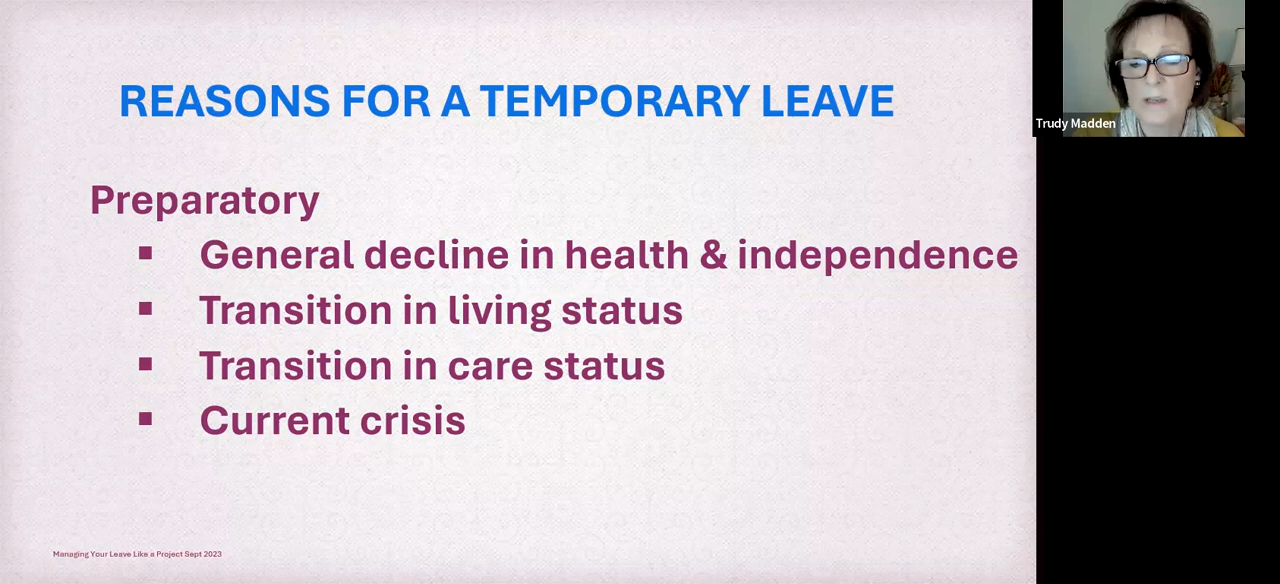 REASONS FOR A TEMPORARY LEAVE
Preparatory
▪ General decline in health & independence
▪ Transition in living status
▪ Transition in care status
▪ Current crisis
Managing Your Leave Like a Project Sept 2023
Trudy Madden